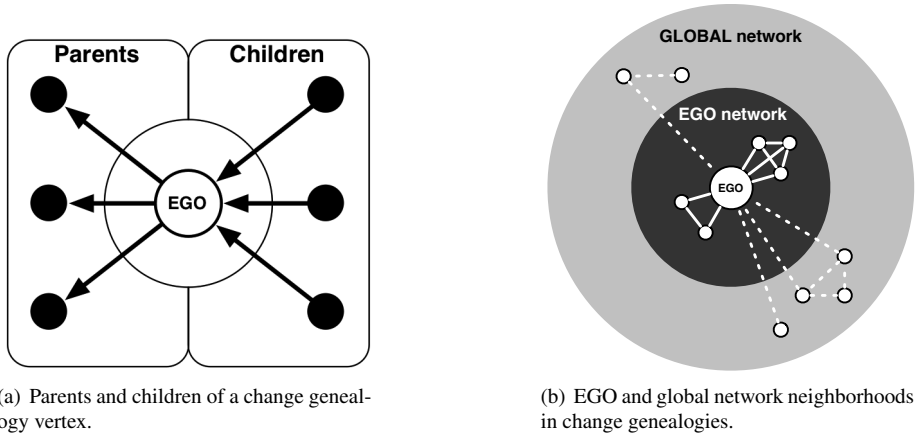 Parents
Children
EGO
GLOBAL network
EGO network
EGO
(a) Parents and children of a change geneal-
ogy vertex.
(b) EGO and global network neighborhoods
in change genealogies.